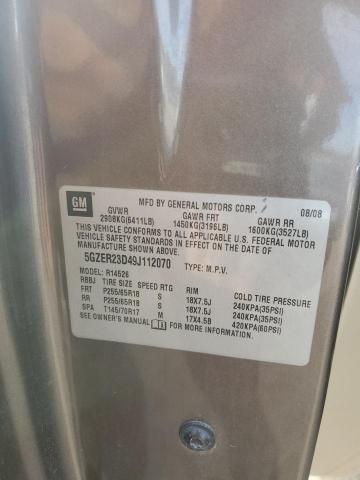 GM
MFD BY GENERAL MOTORS CORP. 08/08
GVWR GAWR FRT GAWR RR
2908KG(6411LB) 1450KG(3196LB) 1600KG(3527LB)
THIS VEHICLE CONFORMS TO ALL APPLICABLE U.S. FEDERAL MOTOR
VEHICLE SAFETY STANDARDS IN EFFECT ON THE DATE OF
MANUFACTURE SHOWN ABOVE.
5GZER23D49J112070 TYPE: M.P.V.
MODEL: R14526
RBBJ TIRE SIZE SPEED RTG RIM COLD TIRE PRESSURE
FRT P255/65R18 S 18X7.5J 240KPA(35PSI)
RR P255/65R18 S 18X7.5J 240KPA(35PSI)
SPA T145/70R17 M 17X4.5B 420KPA(60PSI)
SEE OWNER'S MANUAL FOR ADDITIONAL INFORMATION.